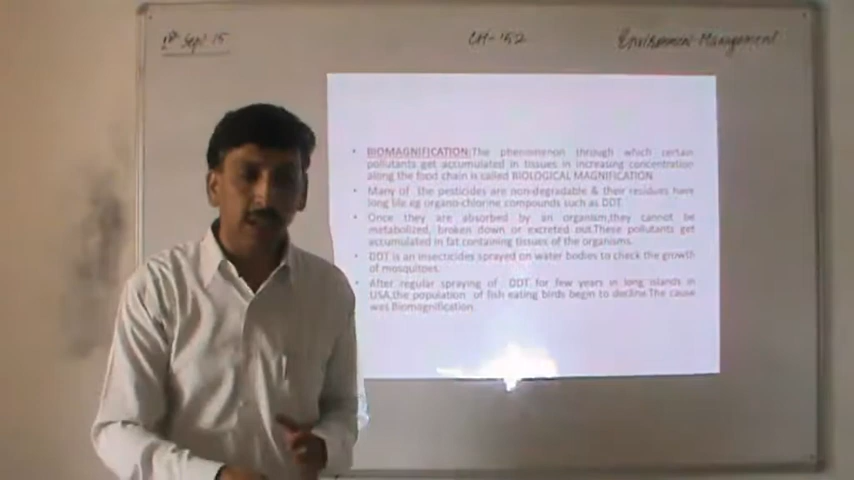 1st Sept 15
CH-152
Environment-Management
• BIOMAGNIFICATION:The phenomenon through which certain
pollutants get accumulated in tissues in increasing concentration
along the food chain is called BIOLOGICAL MAGNIFICATION.
• Many of the pesticides are non-degradable & their residues have
long life eg organo-chlorine compounds such as DDT.
• Once they are absorbed by an organism,they cannot be
metabolized, broken down or excreted out.These pollutants get
accumulated in fat containing tissues of the organisms.
• DDT is an insecticides sprayed on water bodies to check the growth
of mosquitoes.
• After regular spraying of DDT for few years in long islands in
USA,the population of fish eating birds begin to decline.The cause
was Biomagnification.